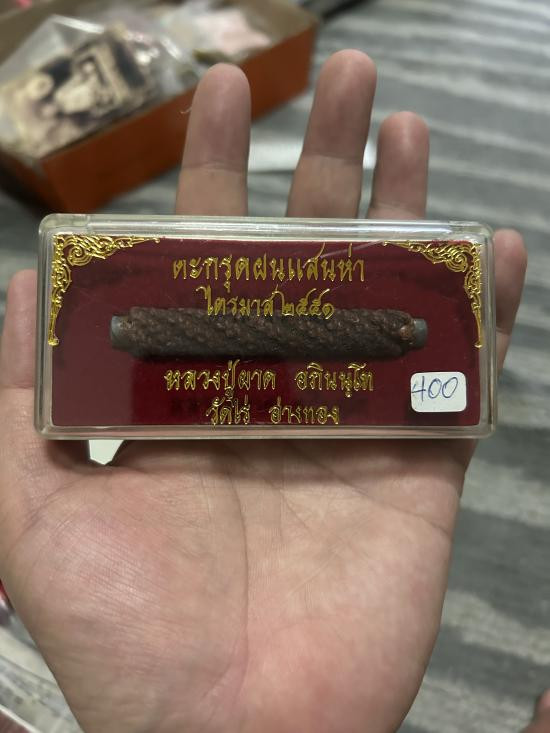 ตะกรุดฝนแสนห่า
ไตรมาส ๒๕๕๑
หลวงปู่ผาด อภินนฺโท
วัดไร่ อ่างทอง
400